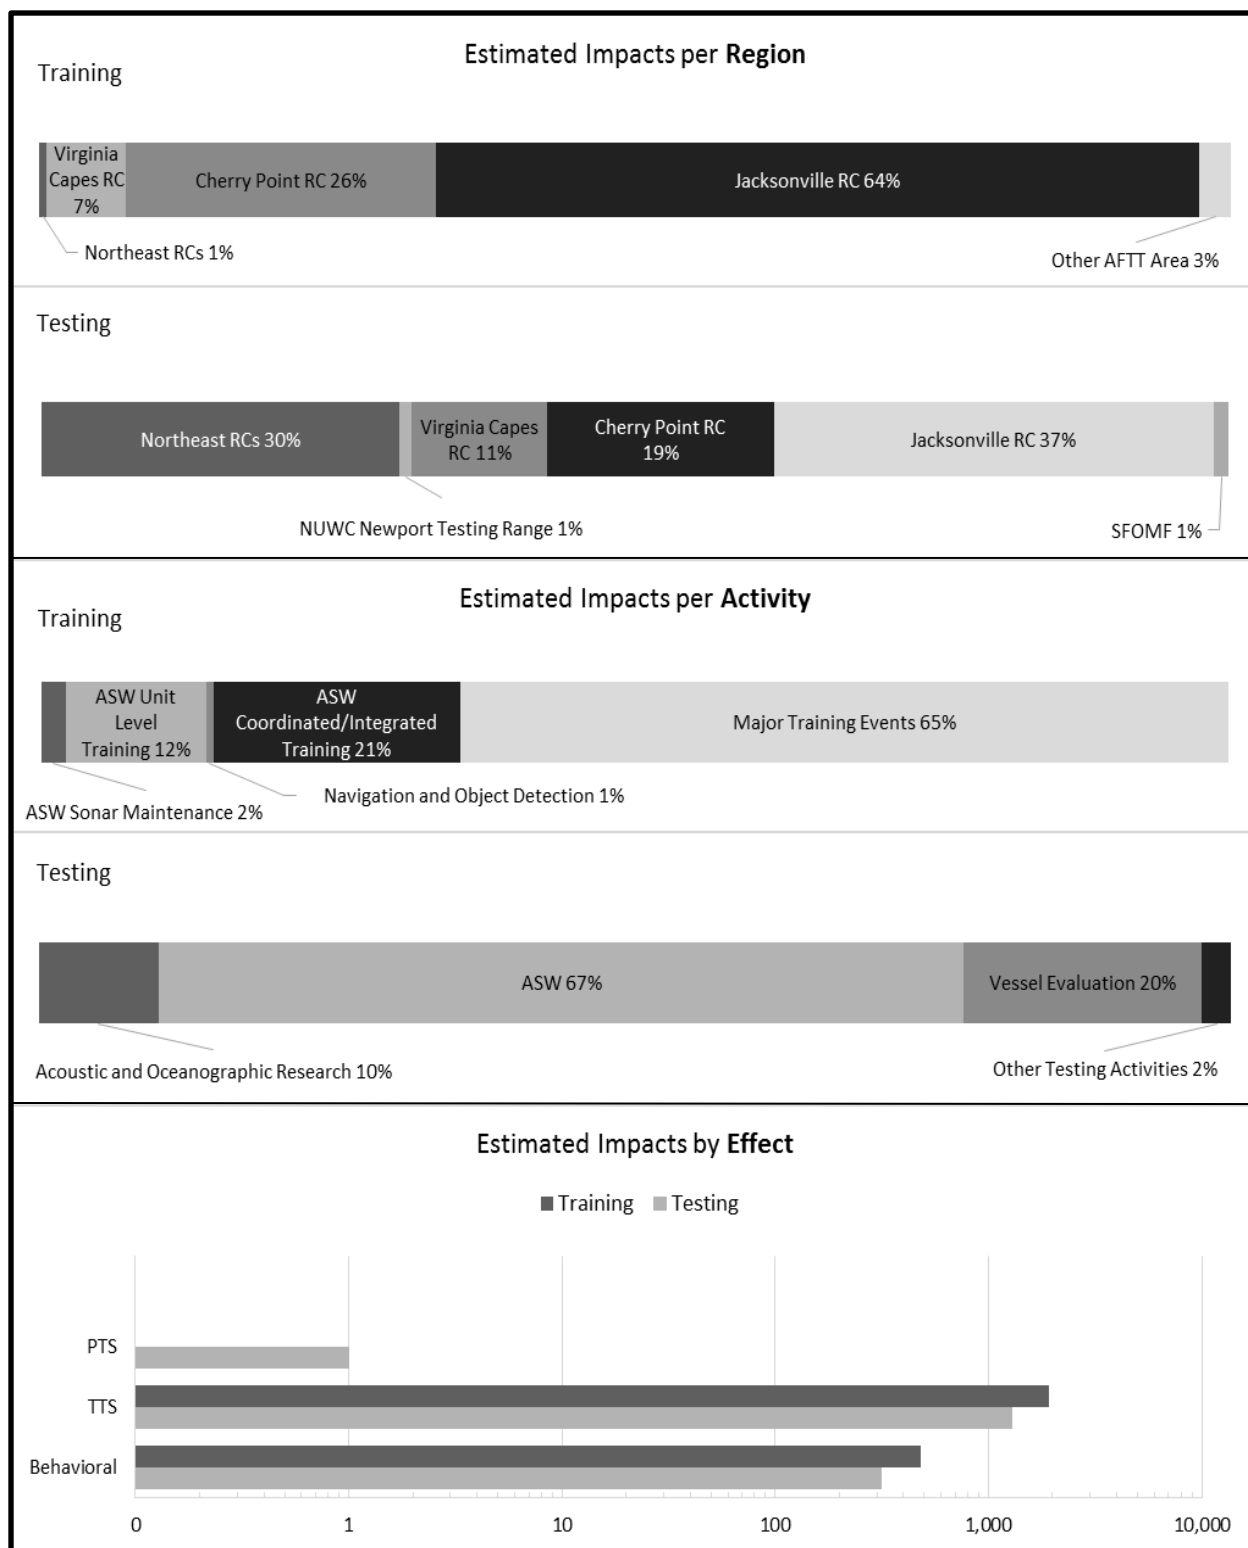 Estimated Impacts per Region
Training
Virginia
Capes RC
7%
Cherry Point RC 26%
Jacksonville RC 64%
Northeast RCs 1%
Other AFTT Area 3%
Testing
Northeast RCs 30%
Virginia Capes
RC 11%
Cherry Point RC
19%
Jacksonville RC 37%
NUWC Newport Testing Range 1%
SFOMF 1%
Estimated Impacts per Activity
Training
ASW Unit
Level
Training 12%
ASW
Coordinated/Integrated
Training 21%
Major Training Events 65%
Navigation and Object Detection 1%
ASW Sonar Maintenance 2%
Testing
ASW 67%
Vessel Evaluation 20%
Acoustic and Oceanographic Research 10%
Other Testing Activities 2%
Estimated Impacts by Effect
Training Testing
PTS
TTS
Behavioral
0 1 10 100 1,000 10,000